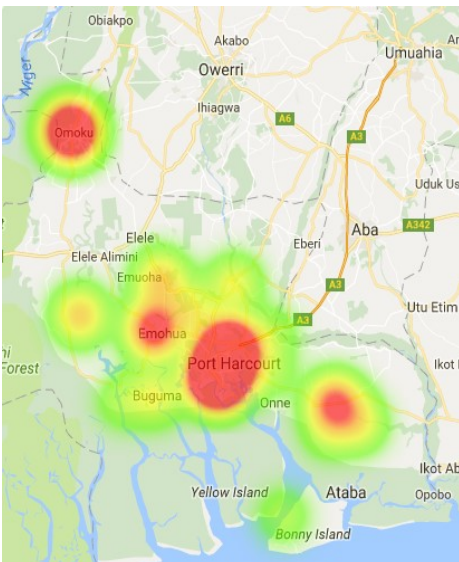 Obiakpo
Akabo
Umuahia
Niger
Owerri
Ihiagwa
A6
Omoku
A3
Uduk Us
Elele
Aba
A342
Elele Alimini
Eberi
Emuoha
A3
Utu Etim
A3
Emohua
Port Harcourt
Forest
Ikot
Buguma
Onne
Ikot Ab
Yellow Island
Ataba
Opobo
Bonny Island